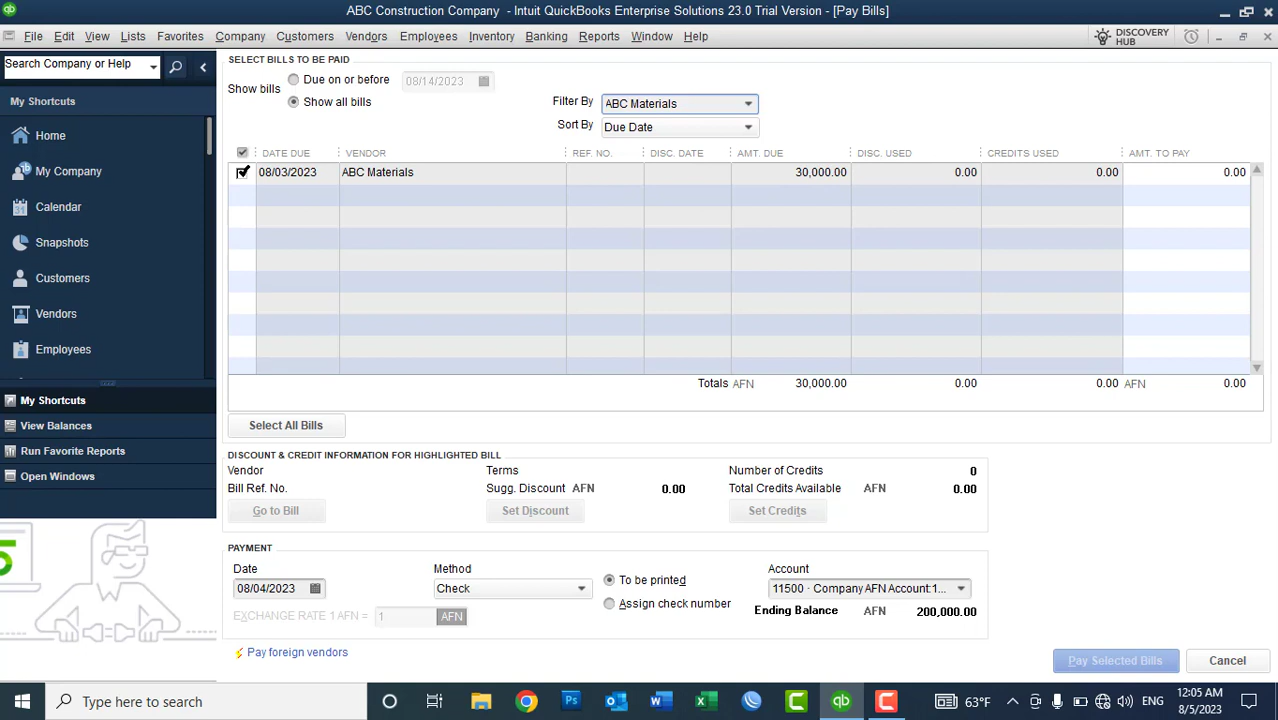 ABC Construction Company - Intuit QuickBooks Enterprise Solutions 23.0 Trial Version - [Pay Bills]
File Edit View Lists Favorites Company Customers Vendors Employees Inventory Banking Reports Window Help
DISCOVERY
HUB
Search Company or Help
My Shortcuts
Home
My Company
Calendar
Snapshots
Customers
Vendors
Employees
My Shortcuts
View Balances
Run Favorite Reports
Open Windows
SELECT BILLS TO BE PAID
Show bills
Due on or before 08/14/2023
Show all bills
Filter By ABC Materials
Sort By Due Date
DATE DUE VENDOR REF. NO. DISC. DATE AMT. DUE DISC. USED CREDITS USED AMT. TO PAY
08/03/2023 ABC Materials 30,000.00 0.00 0.00 0.00
Totals AFN 30,000.00 0.00 0.00 AFN 0.00
Select All Bills
DISCOUNT & CREDIT INFORMATION FOR HIGHLIGHTED BILL
Vendor Terms Number of Credits 0
Bill Ref. No. Sugg. Discount AFN 0.00 Total Credits Available AFN 0.00
Go to Bill Set Discount Set Credits
PAYMENT
Date Method Account
08/04/2023 Check To be printed 11500 · Company AFN Account:1...
Assign check number
Ending Balance AFN 200,000.00
EXCHANGE RATE 1 AFN = 1 AFN
Pay foreign vendors
Pay Selected Bills Cancel
5
Type here to search
63°F ENG
12:05 AM
8/5/2023